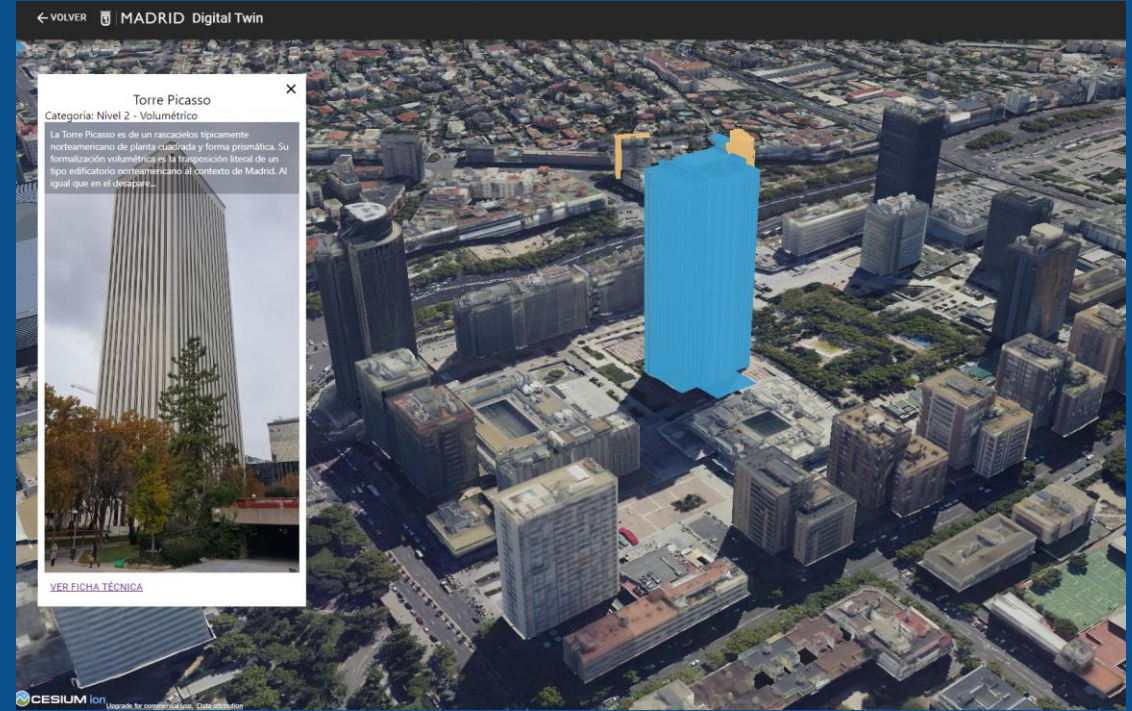 VOLVER MADRID Digital Twin
Torre Picasso
Categoria: Nivel 2 - Volumétrico
La Torre Picasso es de un rascacielos típicamente
norteamericano de planta cuadrada y forma prismática. Su
formalización volumétrica es la trasposición literal de un
tipo edificatorio norteamericano al contexto de Madrid. Al
igual que en el desapare...
VER FICHA TÉCNICA
CESIUM ion Upgrade for commercial use. Data attribution